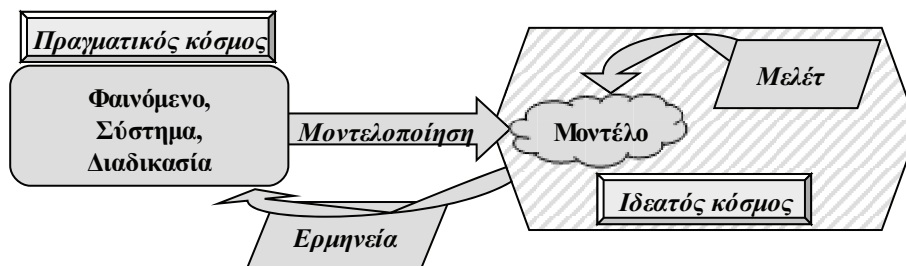 Πραγματικός κόσμος
Φαινόμενο,
Σύστημα,
Διαδικασία
Μοντελοποίηση
Μοντέλο
Μελέτ
Ιδεατός κόσμος
Ερμηνεία